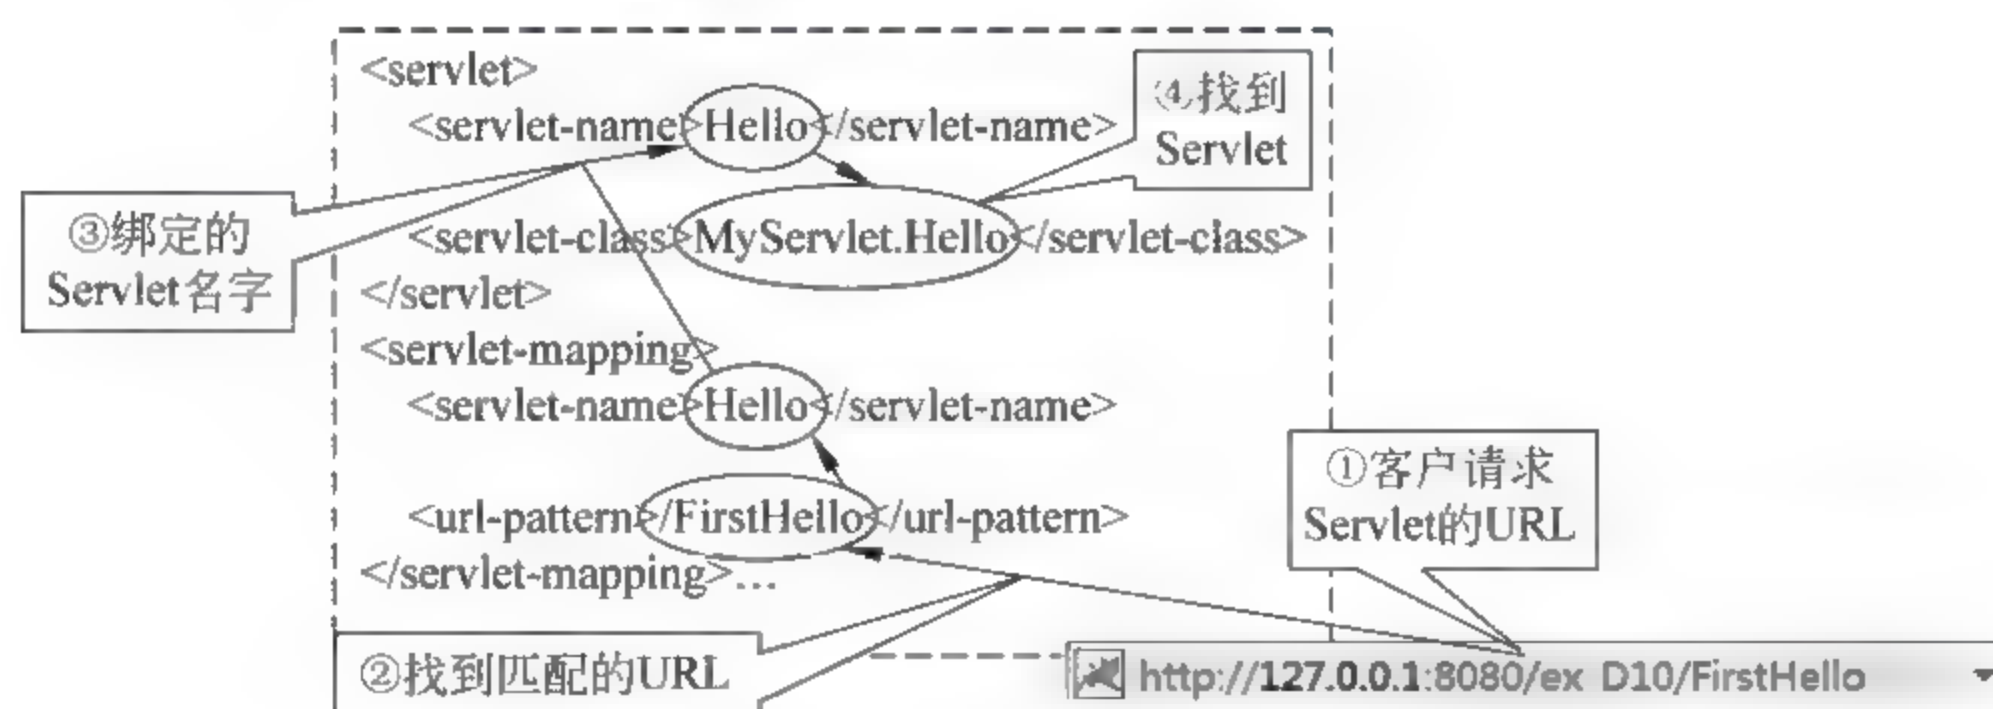 <servlet>
<servlet-name>Hello</servlet-name>
④找到
Servlet
③绑定的
Servlet名字
<servlet-class>MyServlet.Hello</servlet-class>
</servlet>
<servlet-mapping>
<servlet-name>Hello</servlet-name>
①客户请求
Servlet的URL
<url-pattern>/FirstHello</url-pattern>
</servlet-mapping>...
②找到匹配的URL
http://127.0.0.1:8080/ex D10/FirstHello